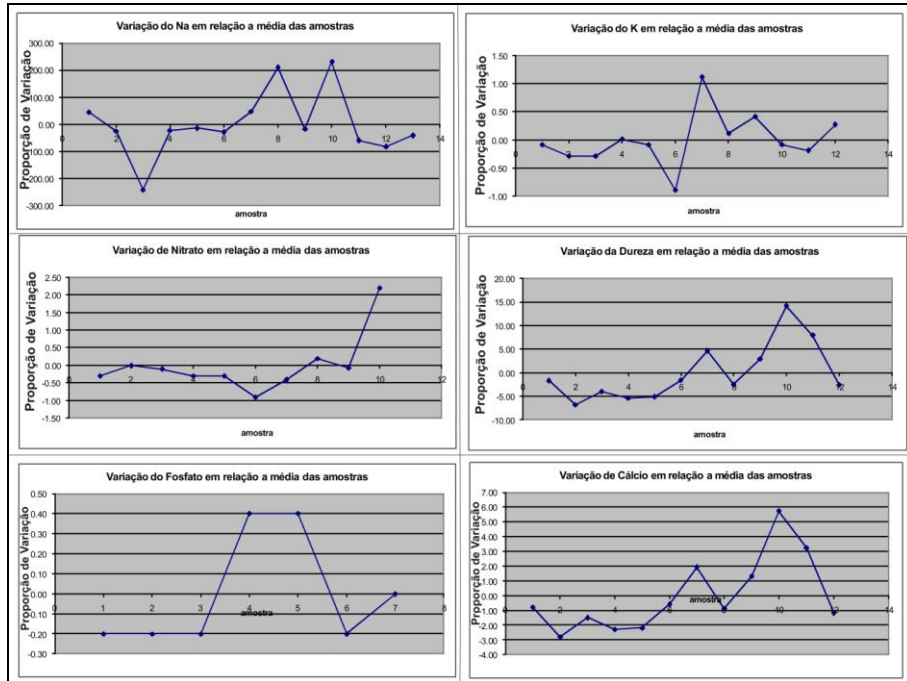 Variação do Na em relação a média das amostras
Proporção de Variação
300.00
200.00
100.00
0.00
-100.00
-200.00
-300.00
0 2 4 6 8 10 12 14
amostra
Variação do K em relação a média das amostras
Proporção de Variação
1.50
1.00
0.50
0.00
-0.50
-1.00
0 2 4 6 8 10 12 14
amostra
Variação de Nitrato em relação a média das amostras
Proporção de Variação
2.50
2.00
1.50
1.00
0.50
0.00
-0.50
-1.00
-1.50
0 2 4 6 8 10 12
amostra
Variação da Dureza em relação a média das amostras
Proporção de Variação
20.00
15.00
10.00
5.00
0.00
-5.00
-10.00
0 2 4 6 8 10 12 14
amostra
Variação do Fosfato em relação a média das amostras
Proporção de Variação
0.50
0.40
0.30
0.20
0.10
0.00
-0.10
-0.20
-0.30
0 1 2 3 4 5 6 7 8
amostra
Variação de Cálcio em relação a média das amostras
Proporção de Variação
7.00
6.00
5.00
4.00
3.00
2.00
1.00
0.00
-1.00
-2.00
-3.00
-4.00
0 2 4 6 8 10 12 14
amostra